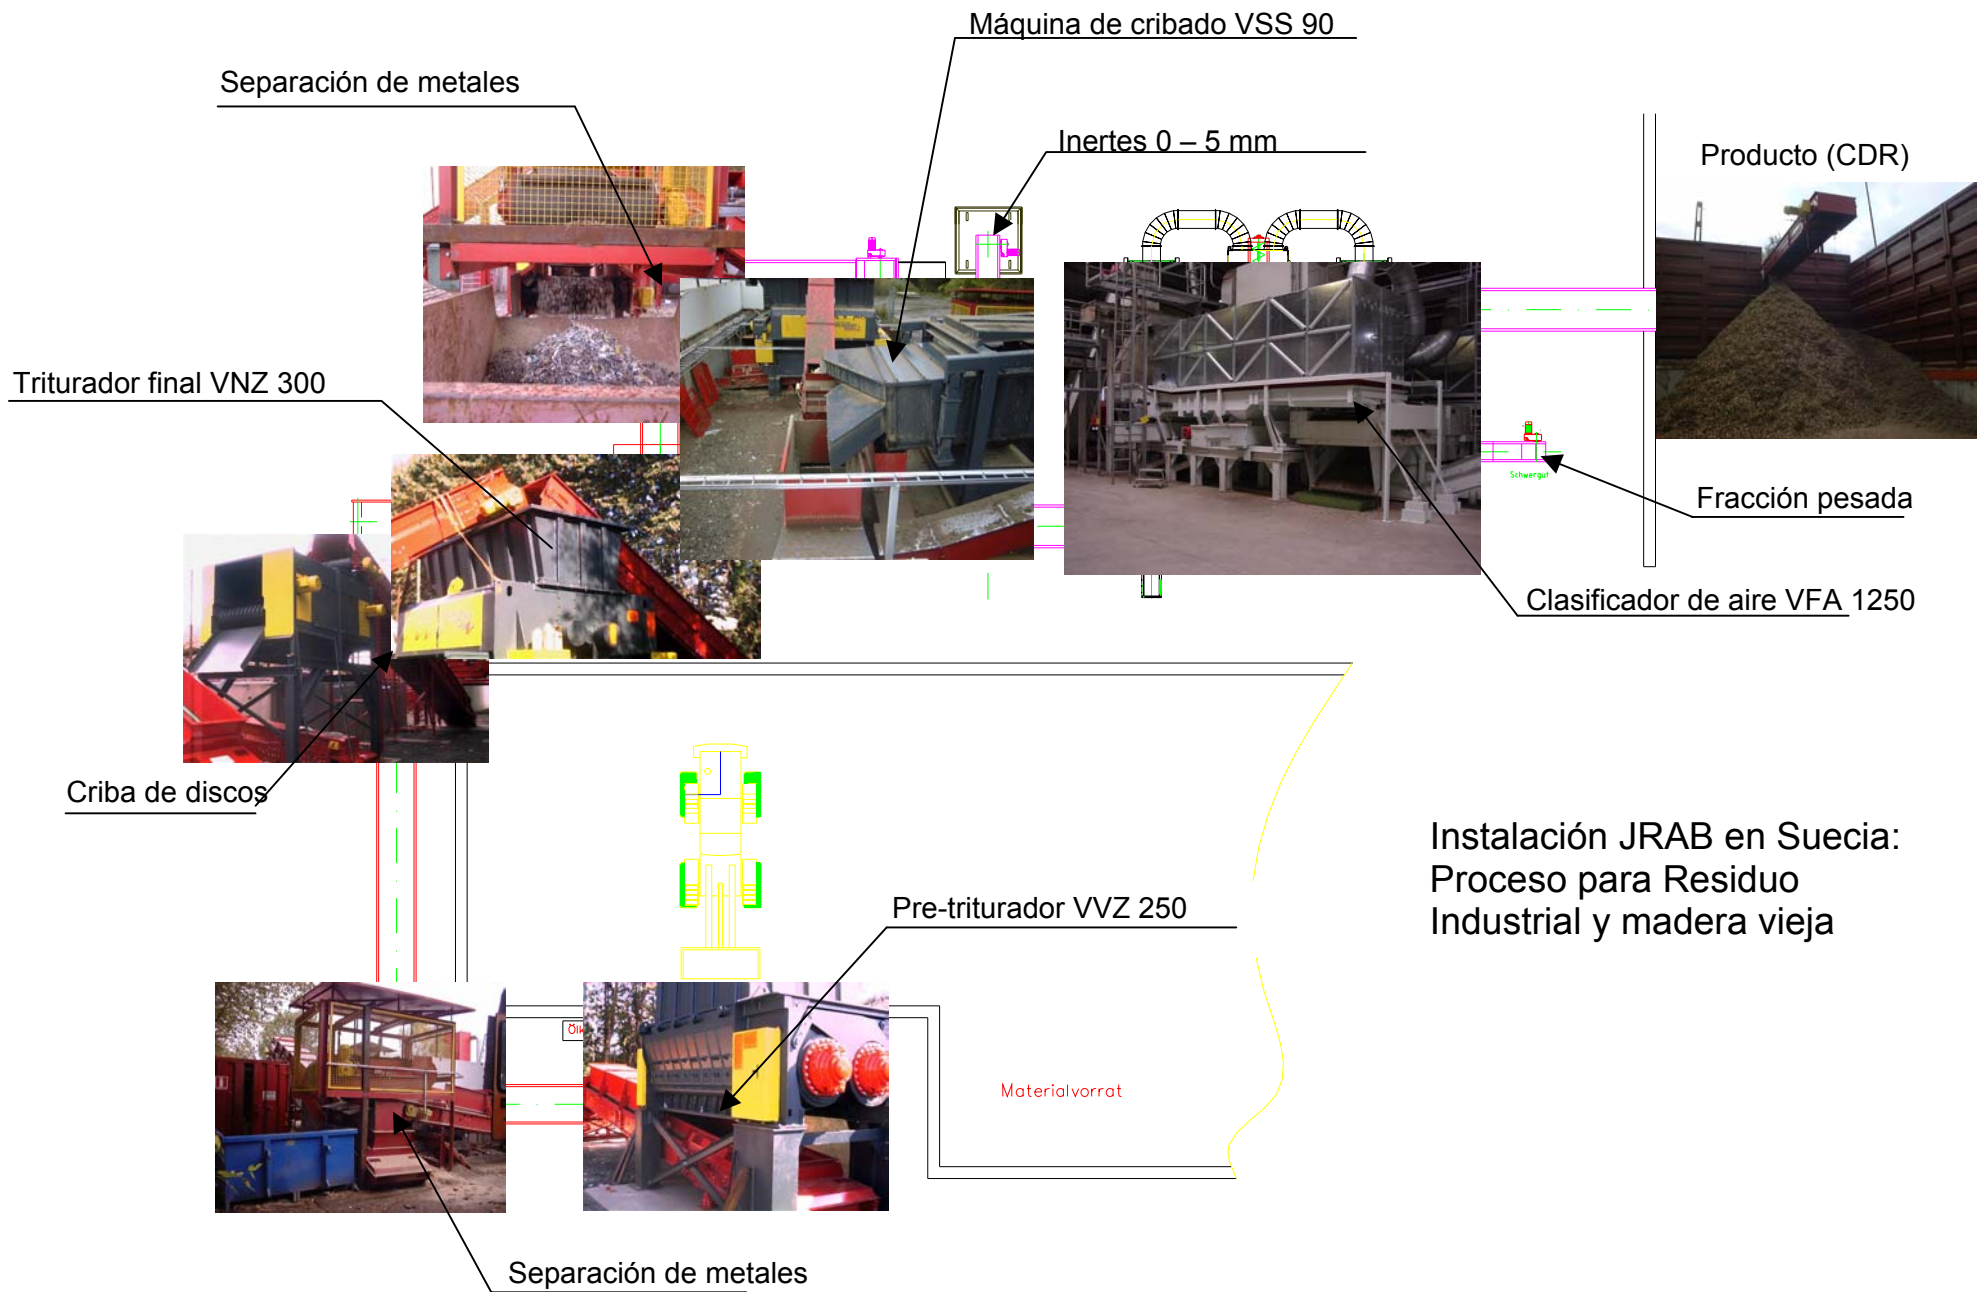 Máquina de cribado VSS 90
Separación de metales
Inertes 0 – 5 mm
Producto (CDR)
Triturador final VNZ 300
Schwergut
Fracción pesada
Clasificador de aire VFA 1250
Criba de discos
Instalación JRAB en Suecia:
Proceso para Residuo
Industrial y madera vieja
Pre-triturador VVZ 250
Materialvorrat
Separación de metales